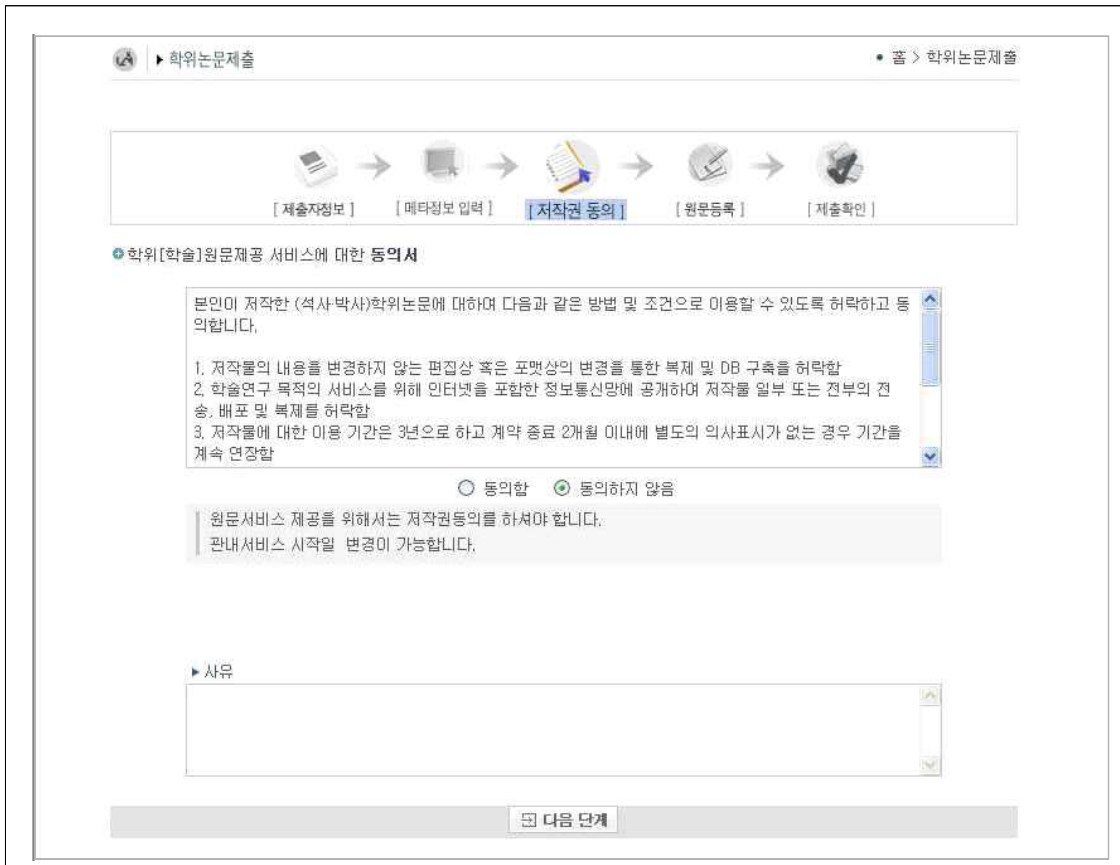 학위논문제출
홈 > 학위논문제출
[ 제출자정보 ] [ 메타정보 입력 ] [ 저작권 동의 ] [ 원문등록 ] [ 제출확인 ]
학위[학술]원문제공 서비스에 대한 동의서
본인이 저작한 (석사·박사)학위논문에 대하여 다음과 같은 방법 및 조건으로 이용할 수 있도록 허락하고 동
의합니다.
1. 저작물의 내용을 변경하지 않는 편집상 혹은 포맷상의 변경을 통한 복제 및 DB 구축을 허락함
2. 학술연구 목적의 서비스를 위해 인터넷을 포함한 정보통신망에 공개하여 저작물 일부 또는 전부의 전
송, 배포 및 복제를 허락함
3. 저작물에 대한 이용 기간은 3년으로 하고 계약 종료 2개월 이내에 별도의 의사표시가 없는 경우 기간을
계속 연장함
동의함 동의하지 않음
원문서비스 제공을 위해서는 저작권동의를 하셔야 합니다.
관내서비스 시작일 변경이 가능합니다.
사유
다음 단계